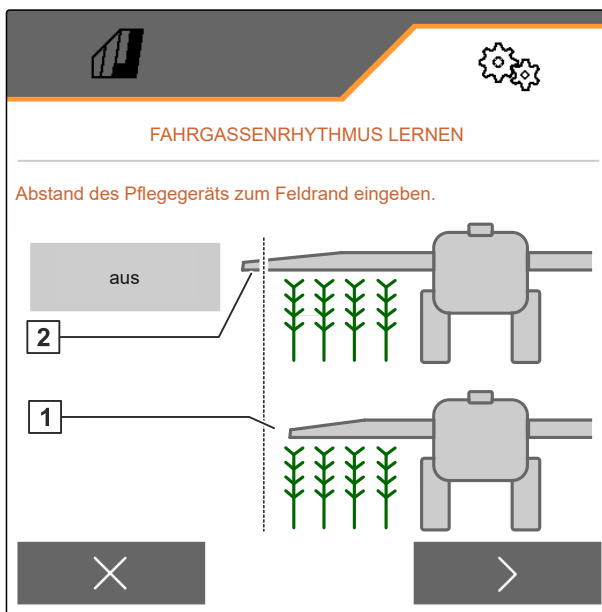 FAHRGASSENRHYTHMUS LERNEN
Abstand des Pflegegeräts zum Feldrand eingeben.
aus
2
1